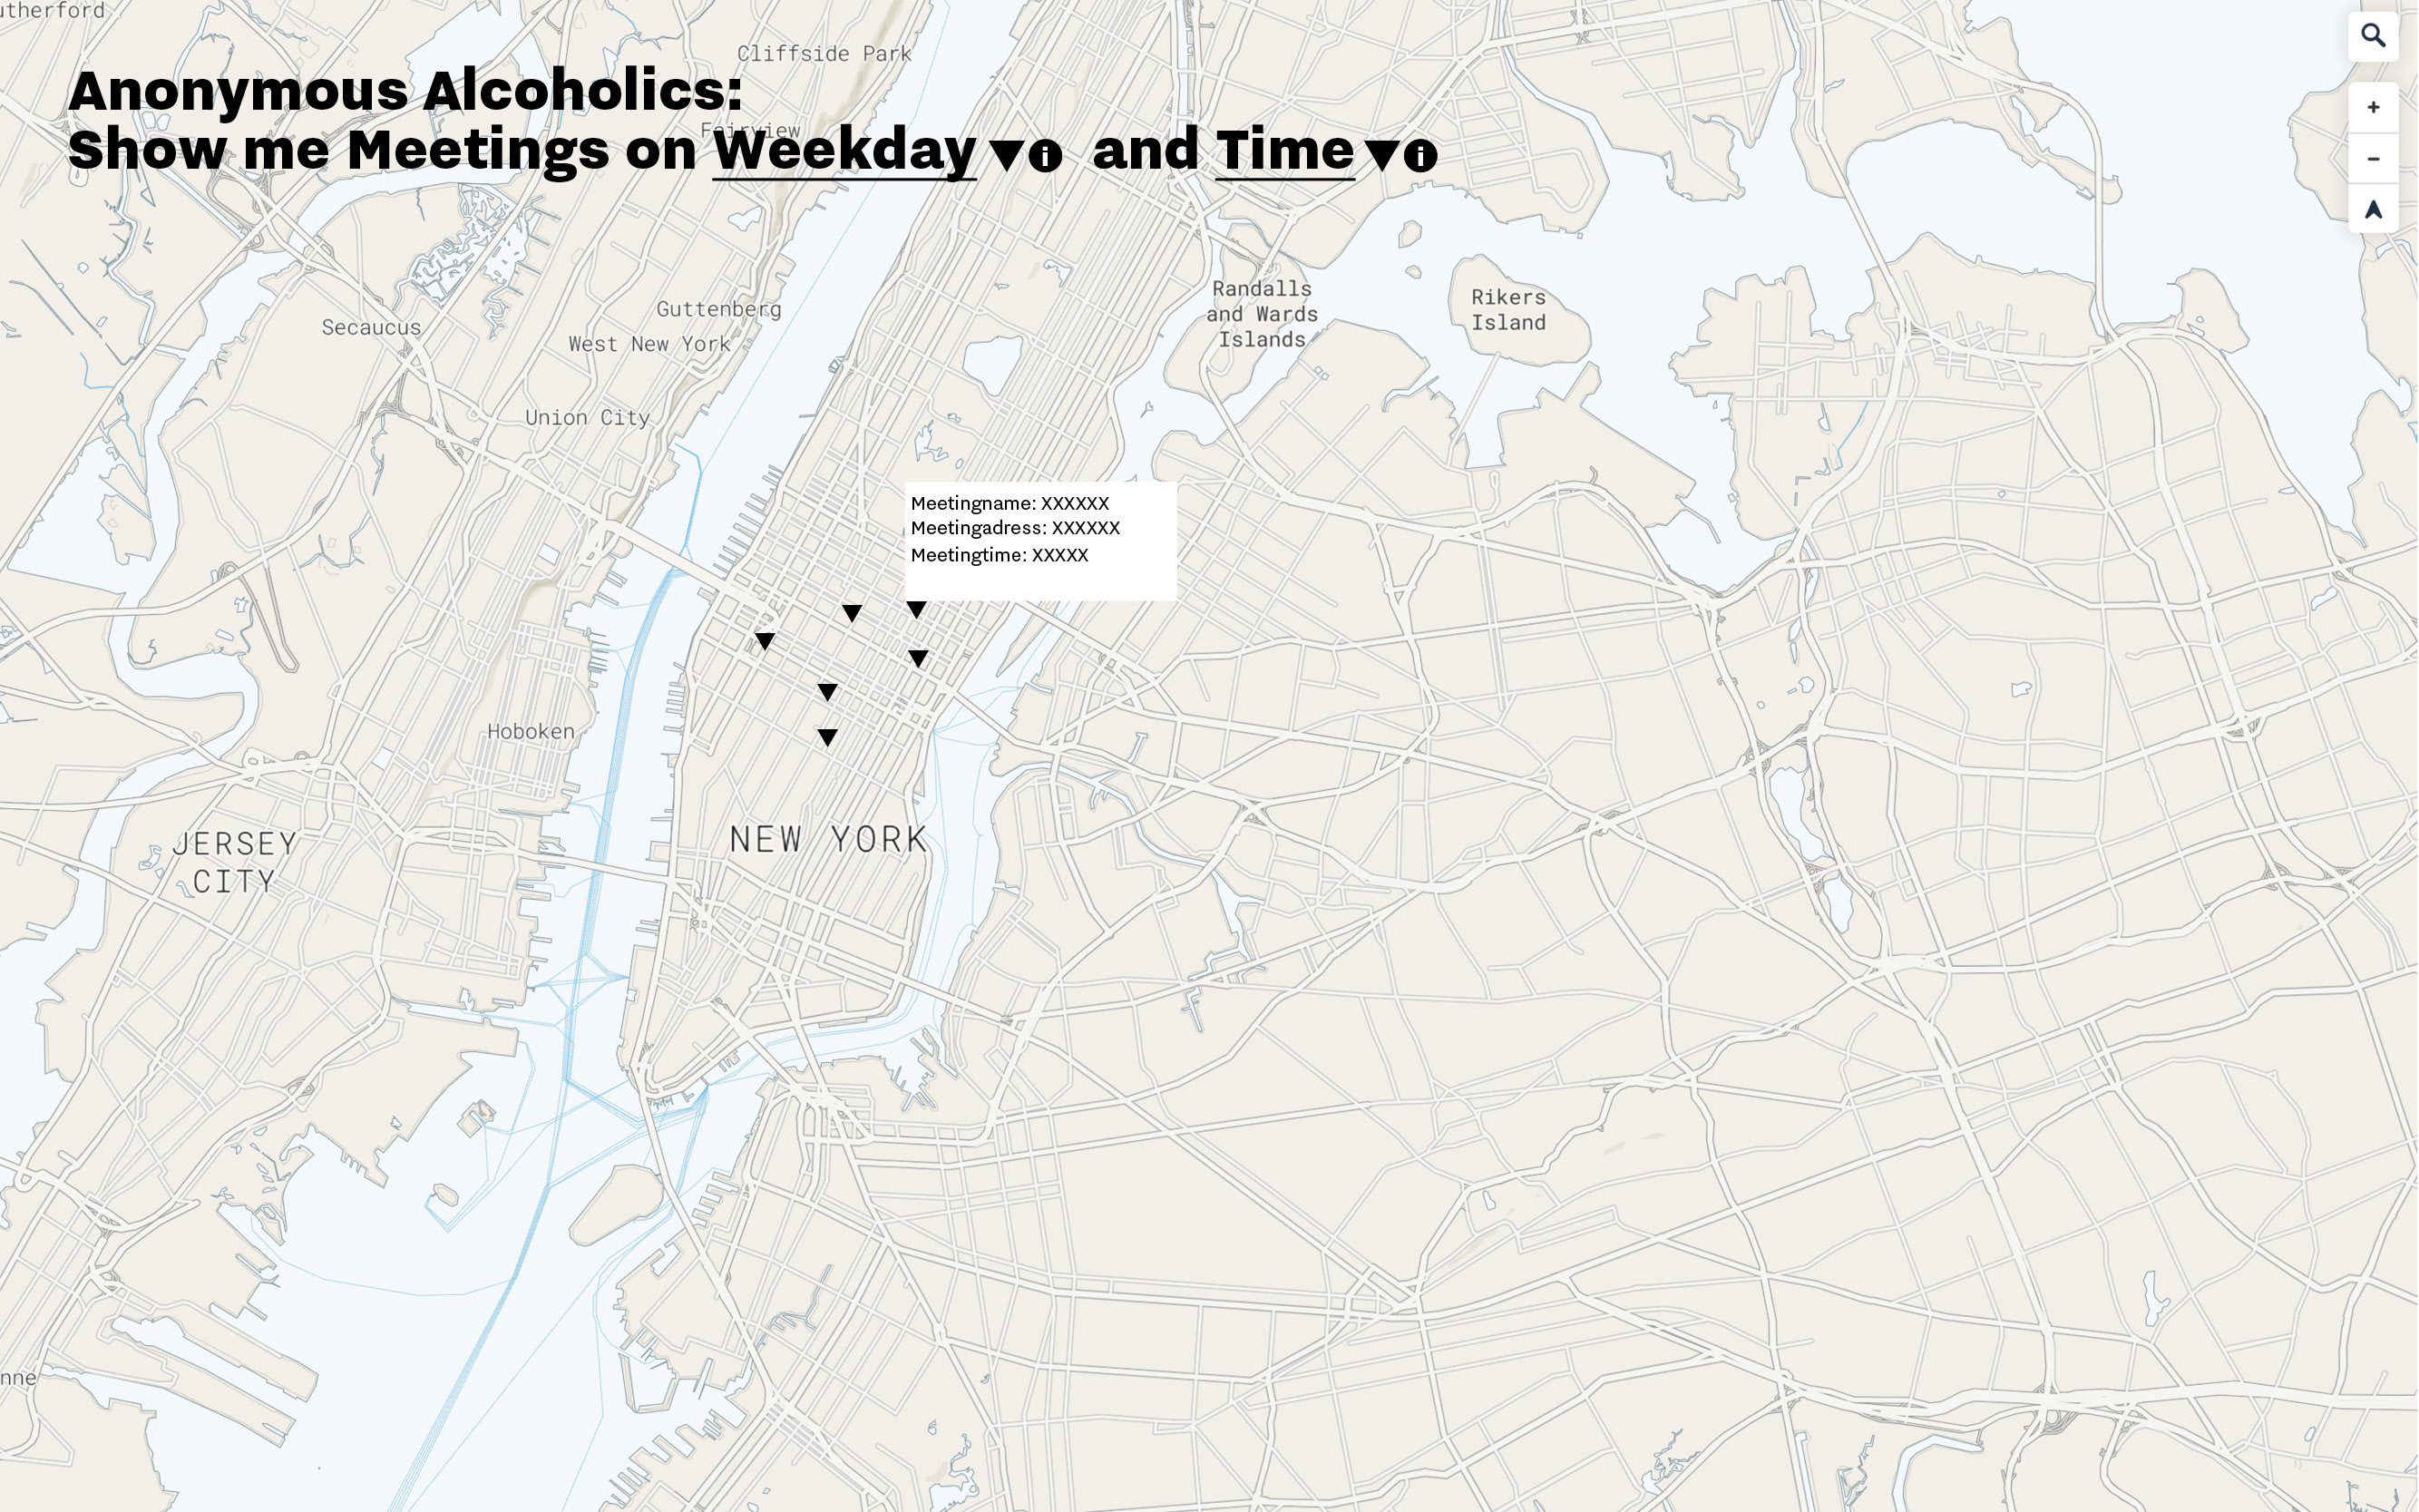 utherford
Cliffside Park
Anonymous Alcoholics:
Fairview
Show me Meetings on Weekday ▼ i and Time ▼ i
+
−
Randalls
and Wards
Islands
Rikers
Island
Guttenberg
Secaucus
West New York
Union City
Meetingname: XXXXXX
Meetingadress: XXXXXX
Meetingtime: XXXXX
Hoboken
NEW YORK
JERSEY
CITY
nne